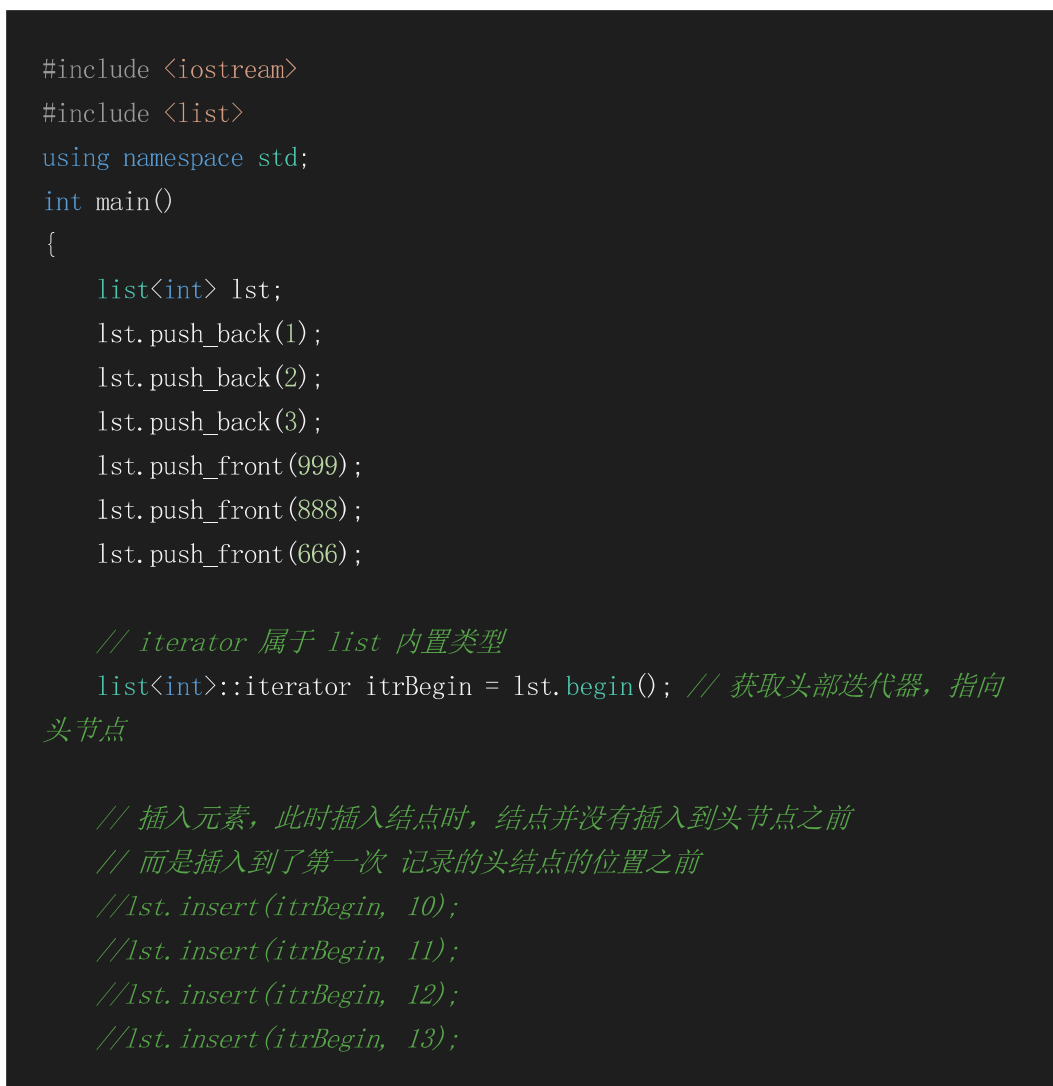 #include <iostream>
#include <list>
using namespace std;
int main()
{
    list<int> lst;
    lst.push_back(1);
    lst.push_back(2);
    lst.push_back(3);
    lst.push_front(999);
    lst.push_front(888);
    lst.push_front(666);
    // iterator 属于 list 内置类型
    list<int>::iterator itrBegin = lst.begin(); // 获取头部迭代器，指向
头节点
    // 插入元素，此时插入结点时，结点并没有插入到头节点之前
    // 而是插入到了第一次 记录的头结点的位置之前
    //lst.insert(itrBegin, 10);
    //lst.insert(itrBegin, 11);
    //lst.insert(itrBegin, 12);
    //lst.insert(itrBegin, 13);